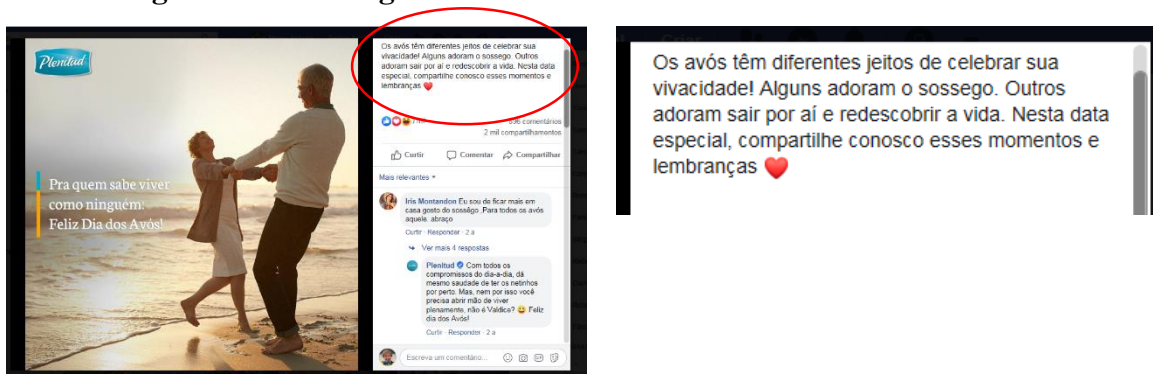 Plenitud
Pra quem sabe viver
como ninguém:
Feliz Dia dos Avós!
Os avós têm diferentes jeitos de celebrar sua
vivacidade! Alguns adoram o sossego. Outros
adoram sair por aí e redescobrir a vida. Nesta data
especial, compartilhe conosco esses momentos e
lembranças ❤️
comentários
2 mil compartilhamentos
Curtir Comentar Compartilhar
Mais relevantes
Iris Montandon Eu sou de ficar mais em
casa gosto do sossêgo .Para todos os avós
aquele abraço
Curtir · Responder · 2 a
Ver mais 4 respostas
Plenitud Com todos os
compromissos do dia-a-dia, dá
mesmo saudade de ter os netinhos
por perto. Mas, nem por isso você
precisa abrir mão de viver
plenamente, não é Valdice? 😃 Feliz
dia dos Avós!
Curtir · Responder · 2 a
Escreva um comentário...
Os avós têm diferentes jeitos de celebrar sua
vivacidade! Alguns adoram o sossego. Outros
adoram sair por aí e redescobrir a vida. Nesta data
especial, compartilhe conosco esses momentos e
lembranças ❤️